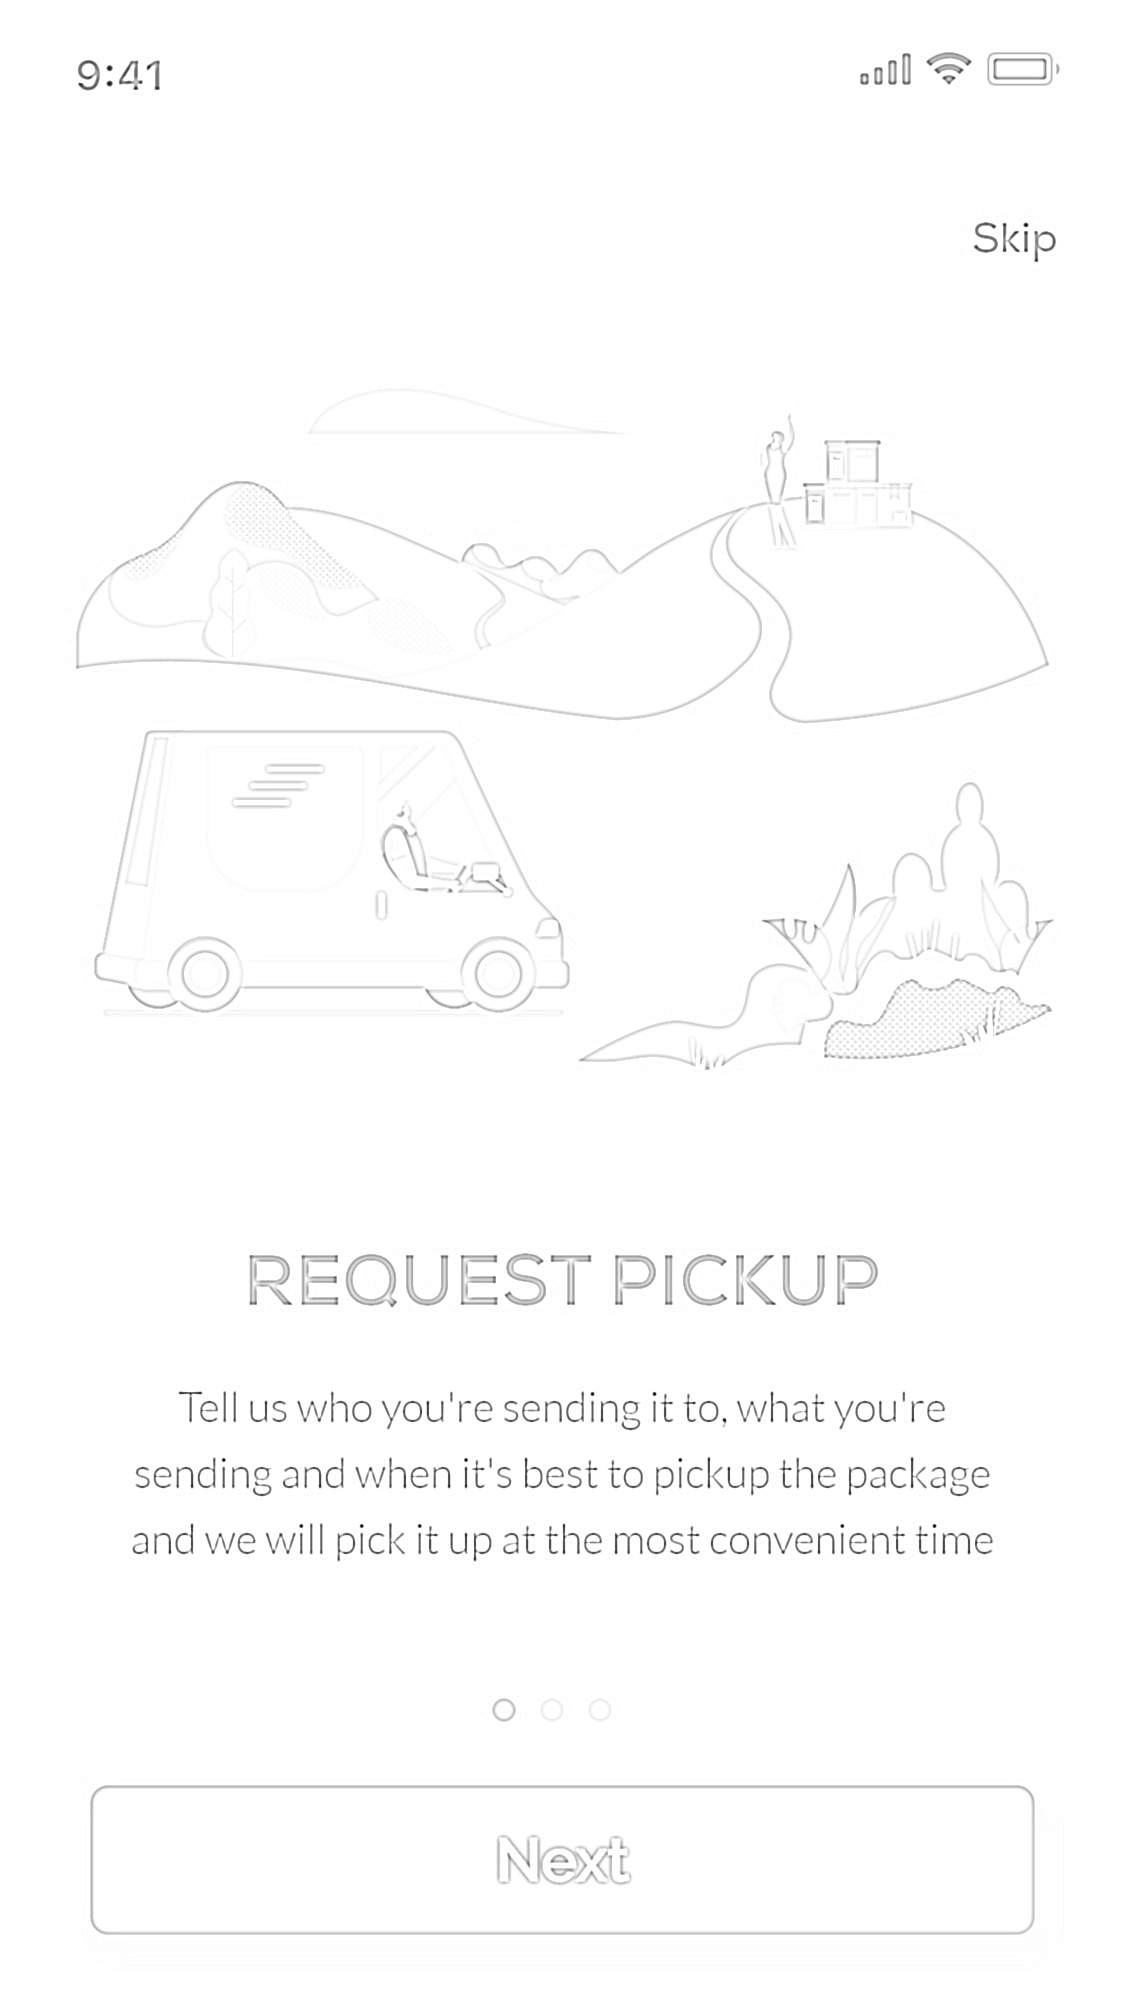 9:41
Skip
REQUEST PICKUP
Tell us who you're sending it to, what you're
sending and when it's best to pickup the package
and we will pick it up at the most convenient time
Next